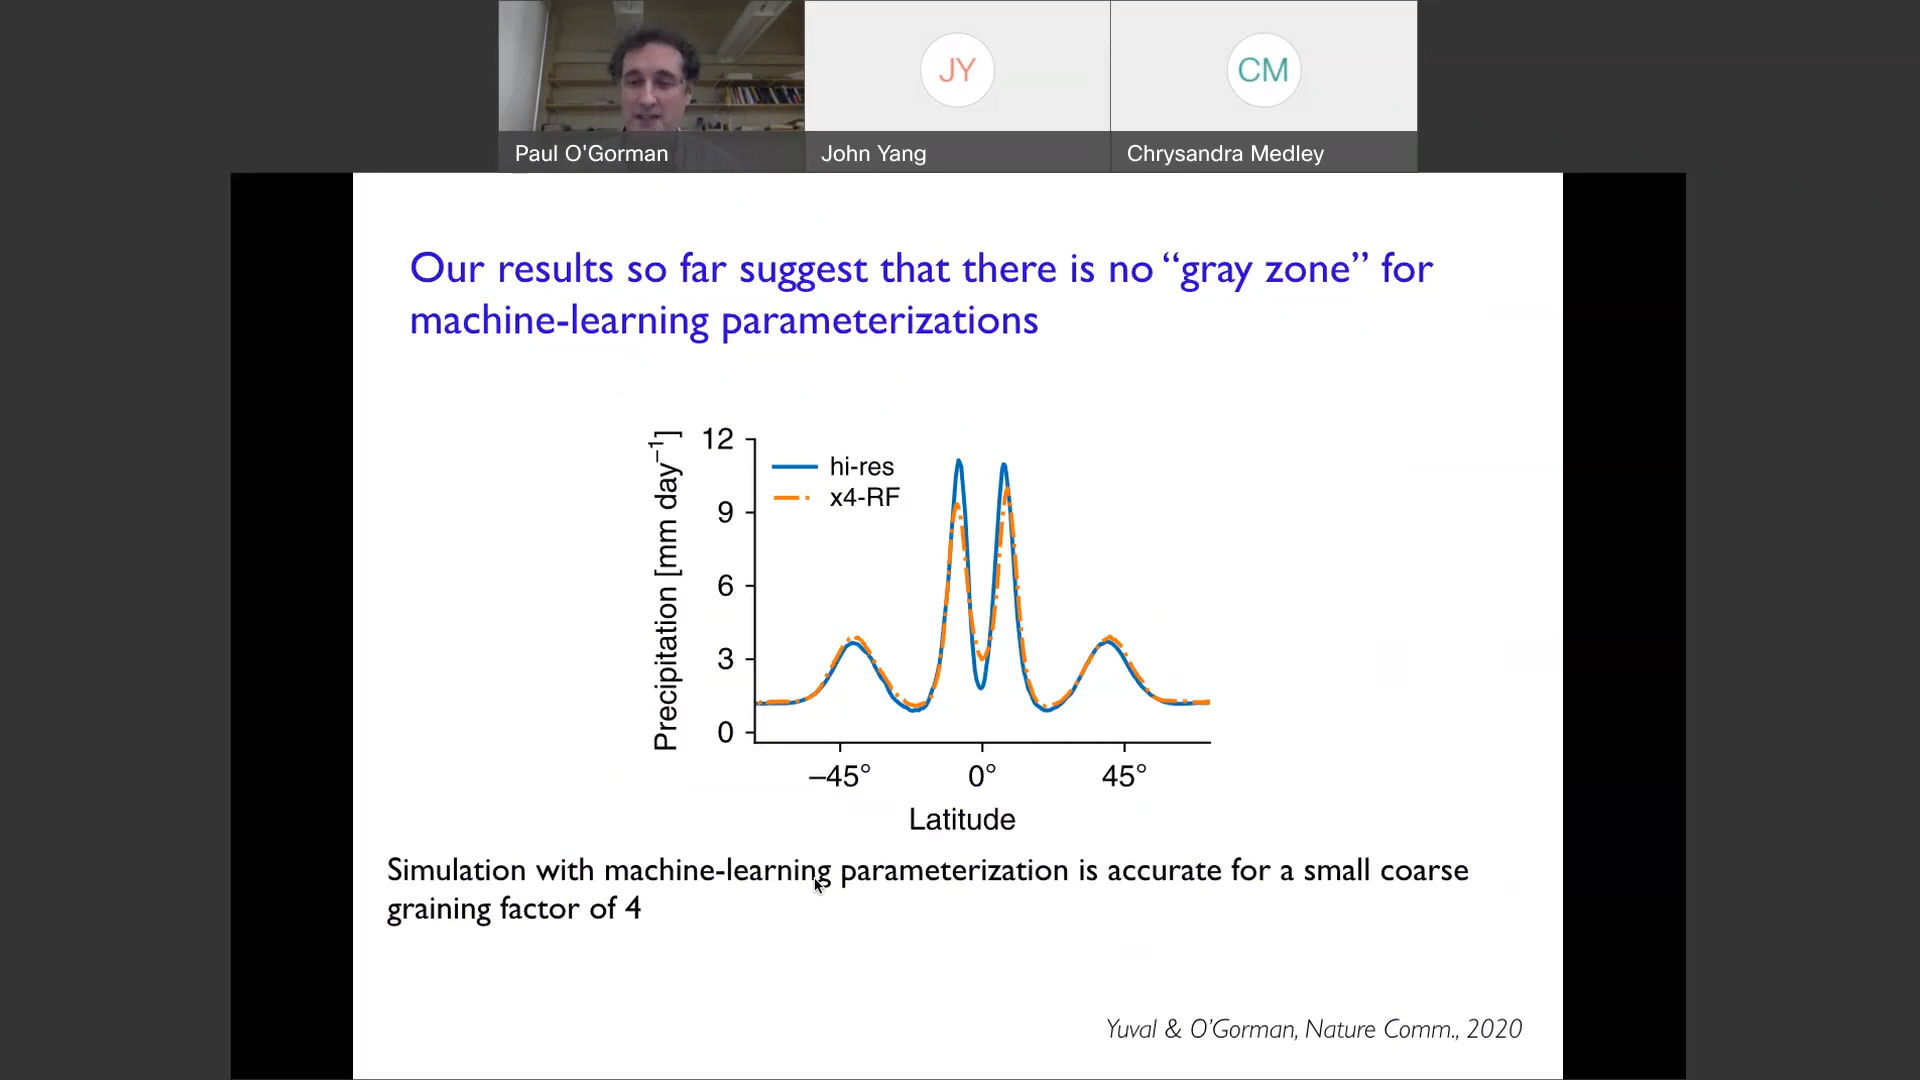 JY
CM
Paul O'Gorman
John Yang
Chrysandra Medley
Our results so far suggest that there is no “gray zone” for
machine-learning parameterizations
Precipitation [mm day⁻¹]
12
9
6
3
0
hi-res
x4-RF
–45°
0°
45°
Latitude
Simulation with machine-learning parameterization is accurate for a small coarse
graining factor of 4
Yuval & O’Gorman, Nature Comm., 2020